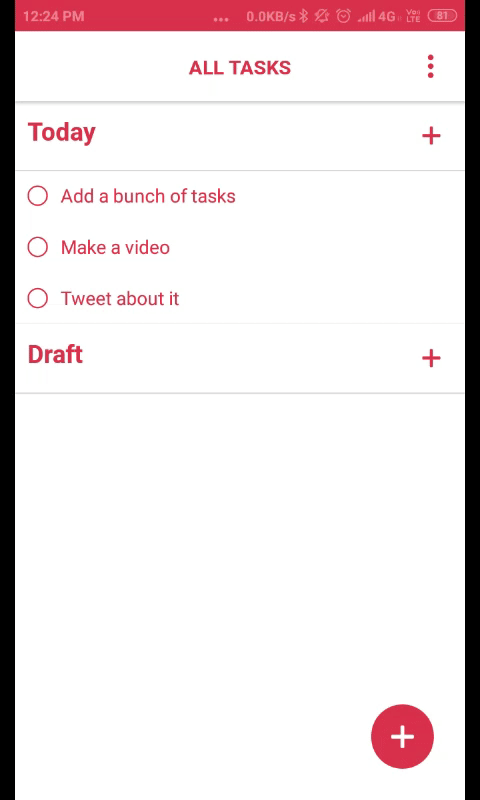 12:24 PM ... 0.0KB/s 4G Vo LTE 81
ALL TASKS
Today +
Add a bunch of tasks
Make a video
Tweet about it
Draft +
+